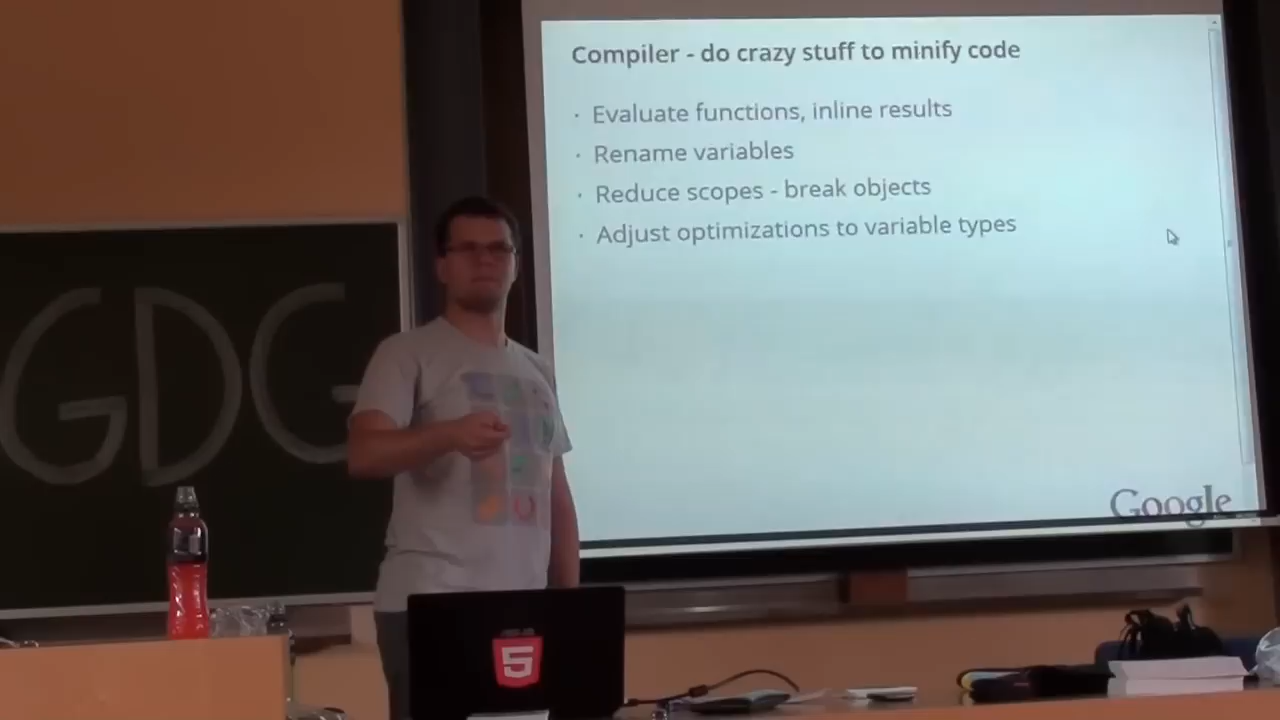 Compiler - do crazy stuff to minify code
· Evaluate functions, inline results
· Rename variables
· Reduce scopes - break objects
· Adjust optimizations to variable types
GDG
Google
5